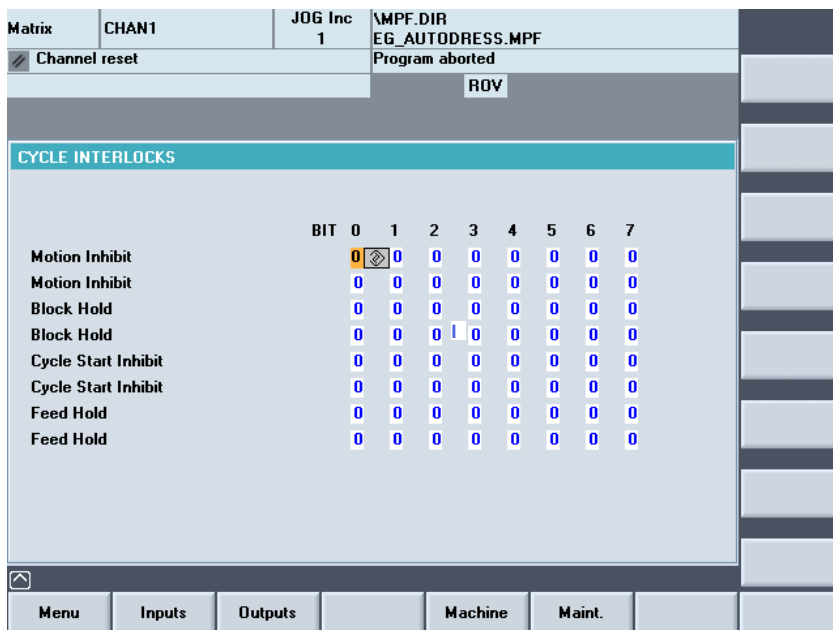 Matrix CHAN1 JOG Inc \MPF.DIR
1 EG_AUTODRESS.MPF
Channel reset Program aborted
ROV
CYCLE INTERLOCKS
BIT 0 1 2 3 4 5 6 7
Motion Inhibit 0 0 0 0 0 0 0 0
Motion Inhibit 0 0 0 0 0 0 0 0
Block Hold 0 0 0 0 0 0 0 0
Block Hold 0 0 0 0 0 0 0 0
Cycle Start Inhibit 0 0 0 0 0 0 0 0
Cycle Start Inhibit 0 0 0 0 0 0 0 0
Feed Hold 0 0 0 0 0 0 0 0
Feed Hold 0 0 0 0 0 0 0 0
Menu Inputs Outputs Machine Maint.